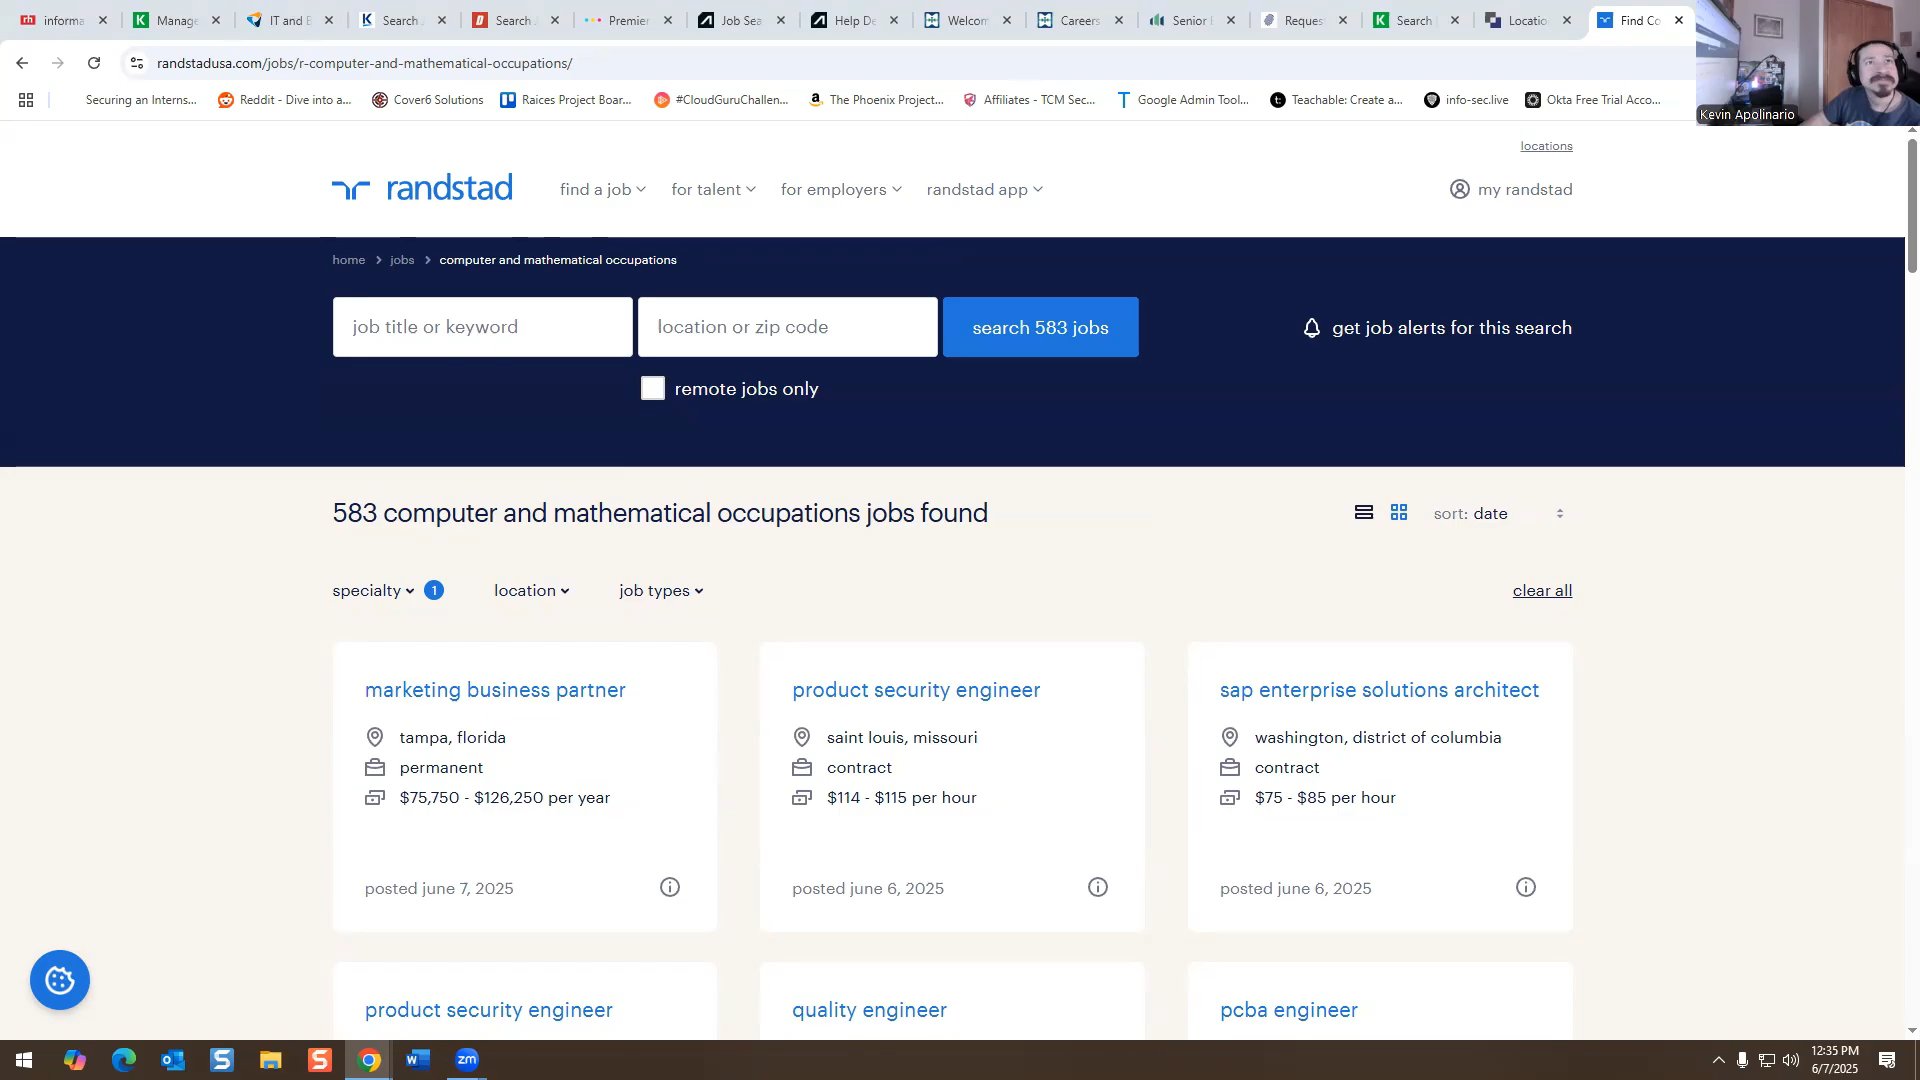 informa
Manage
IT and E
Search
Search
Premier
Job Sea
Help De
Welcom
Careers
Senior
Reques
Search
Locatio
Find Co
randstadusa.com/jobs/r-computer-and-mathematical-occupations/
Securing an Interns...
Reddit - Dive into a...
Cover6 Solutions
Raices Project Boar...
#CloudGuruChallen...
The Phoenix Project...
Affiliates - TCM Sec...
Google Admin Tool...
Teachable: Create a...
info-sec.live
Okta Free Trial Acco...
Kevin Apolinario
locations
randstad
find a job
for talent
for employers
randstad app
my randstad
home > jobs > computer and mathematical occupations
job title or keyword
location or zip code
search 583 jobs
get job alerts for this search
remote jobs only
583 computer and mathematical occupations jobs found
sort: date
specialty 1
location
job types
clear all
marketing business partner
tampa, florida
permanent
$75,750 - $126,250 per year
posted june 7, 2025
product security engineer
saint louis, missouri
contract
$114 - $115 per hour
posted june 6, 2025
sap enterprise solutions architect
washington, district of columbia
contract
$75 - $85 per hour
posted june 6, 2025
product security engineer
quality engineer
pcba engineer
12:35 PM
6/7/2025